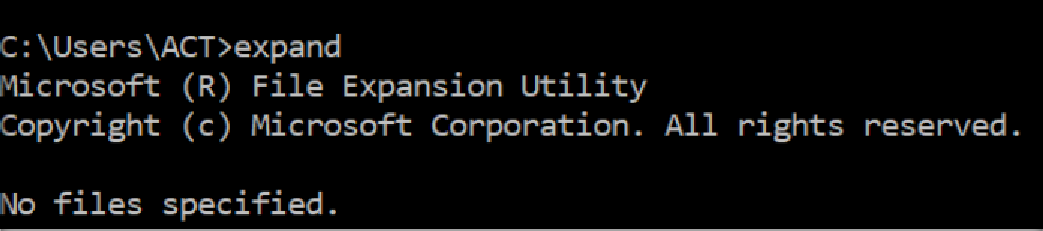 C:\Users\ACT>expand
Microsoft (R) File Expansion Utility
Copyright (c) Microsoft Corporation. All rights reserved.
No files specified.